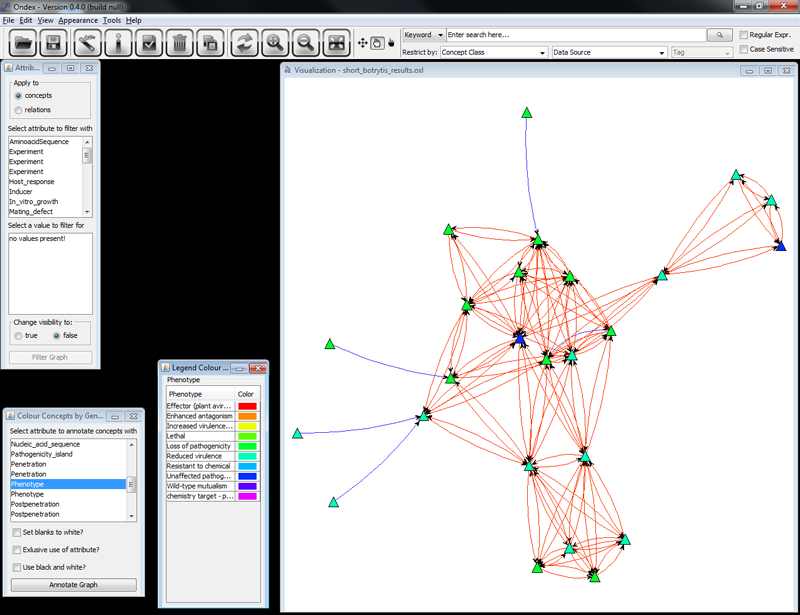 Ondex - Version 0.4.0 (build null)
File Edit View Appearance Tools Help
Keyword Enter search here... Regular Expr.
Restrict by: Concept Class Data Source Tag Case Sensitive
Attrib...
Apply to
concepts
relations
Select attribute to filter with
AminoacidSequence
Experiment
Experiment
Experiment
Host_response
Inducer
In_vitro_growth
Mating_defect
Select a value to filter for
no values present!
Change visibility to:
true false
Filter Graph
Visualization - short_botrytis_results.oxl
Colour Concepts by Gen...
Select attribute to annotate concepts with
Nucleic_acid_sequence
Pathogenicity_island
Penetration
Penetration
Phenotype
Phenotype
Postpenetration
Postpenetration
Set blanks to white?
Exlusive use of attribute?
Use black and white?
Annotate Graph
Legend Colour ...
Phenotype
Phenotype Color
Effector (plant avir...
Enhanced antagonism
Increased virulence...
Lethal
Loss of pathogenicity
Reduced virulence
Resistant to chemical
Unaffected pathog...
Wild-type mutualism
chemistry target - p...